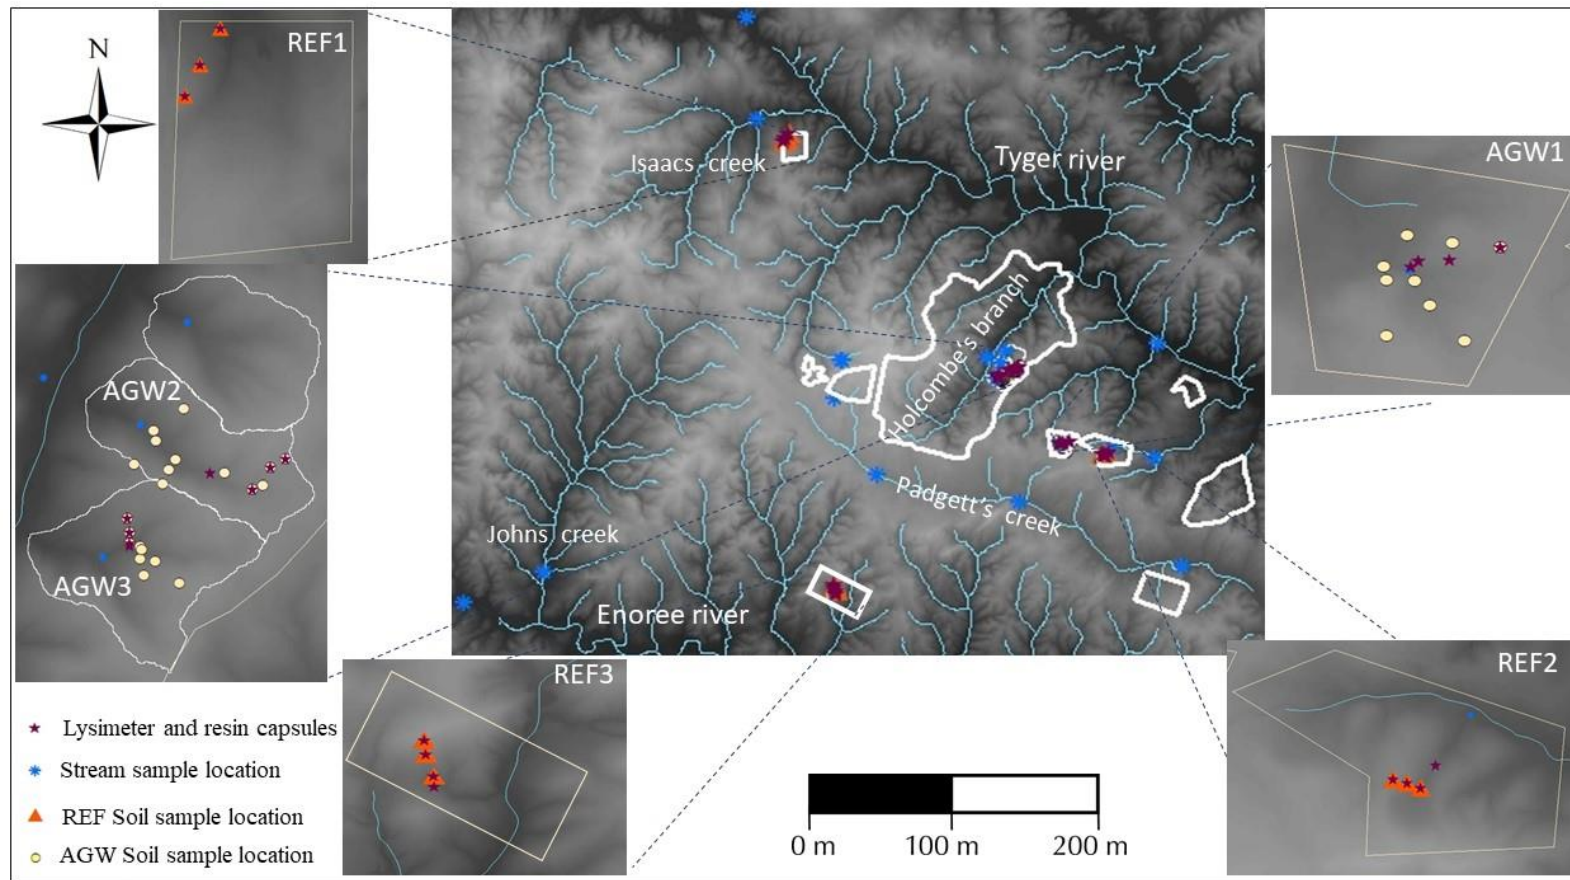 N
REF1
AGW1
Isaacs creek
Tyger river
Holcombe's branch
AGW2
AGW3
Padgett's creek
Johns creek
Enoree river
REF3
REF2
Lysimeter and resin capsules
Stream sample location
REF Soil sample location
AGW Soil sample location
0 m 100 m 200 m